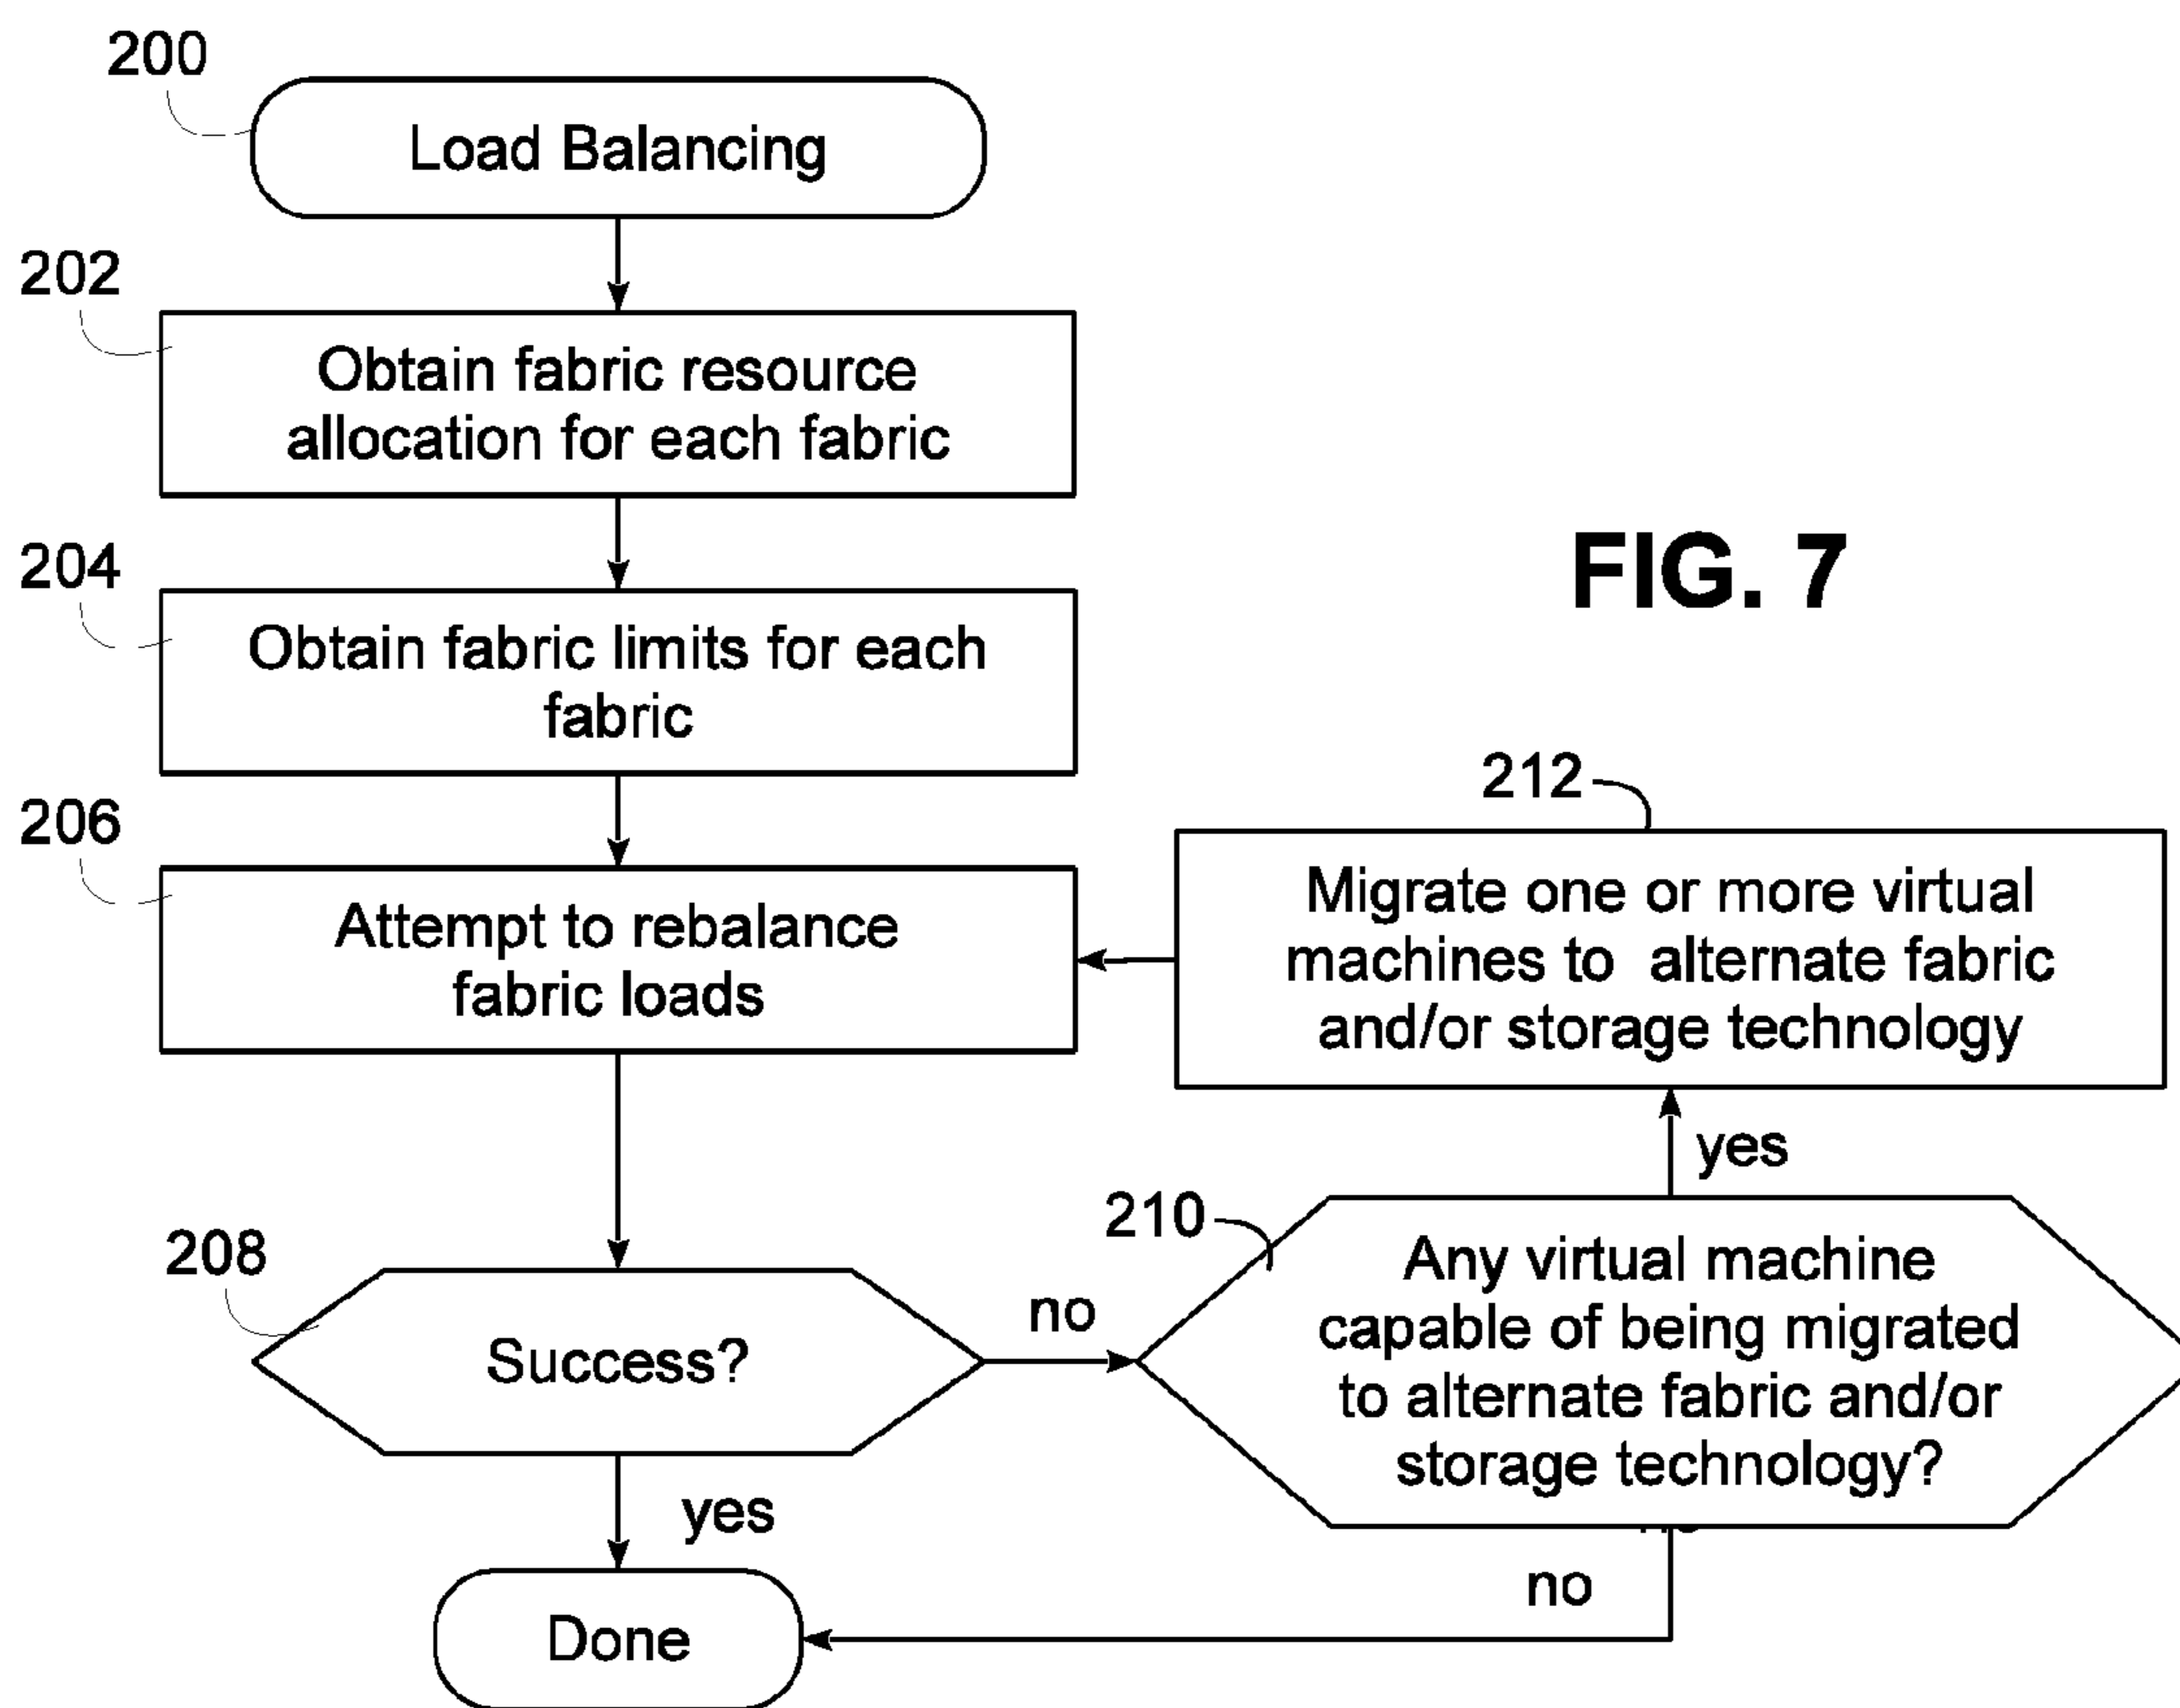 200
Load Balancing
202
Obtain fabric resource
allocation for each fabric
204
Obtain fabric limits for each
fabric
FIG. 7
206
Attempt to rebalance
fabric loads
212
Migrate one or more virtual
machines to alternate fabric
and/or storage technology
yes
208
Success?
no
210
Any virtual machine
capable of being migrated
to alternate fabric and/or
storage technology?
yes
no
Done